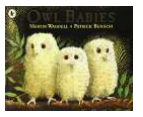 OWL BABIES
MARTIN WADDELL • PATRICK BENSON